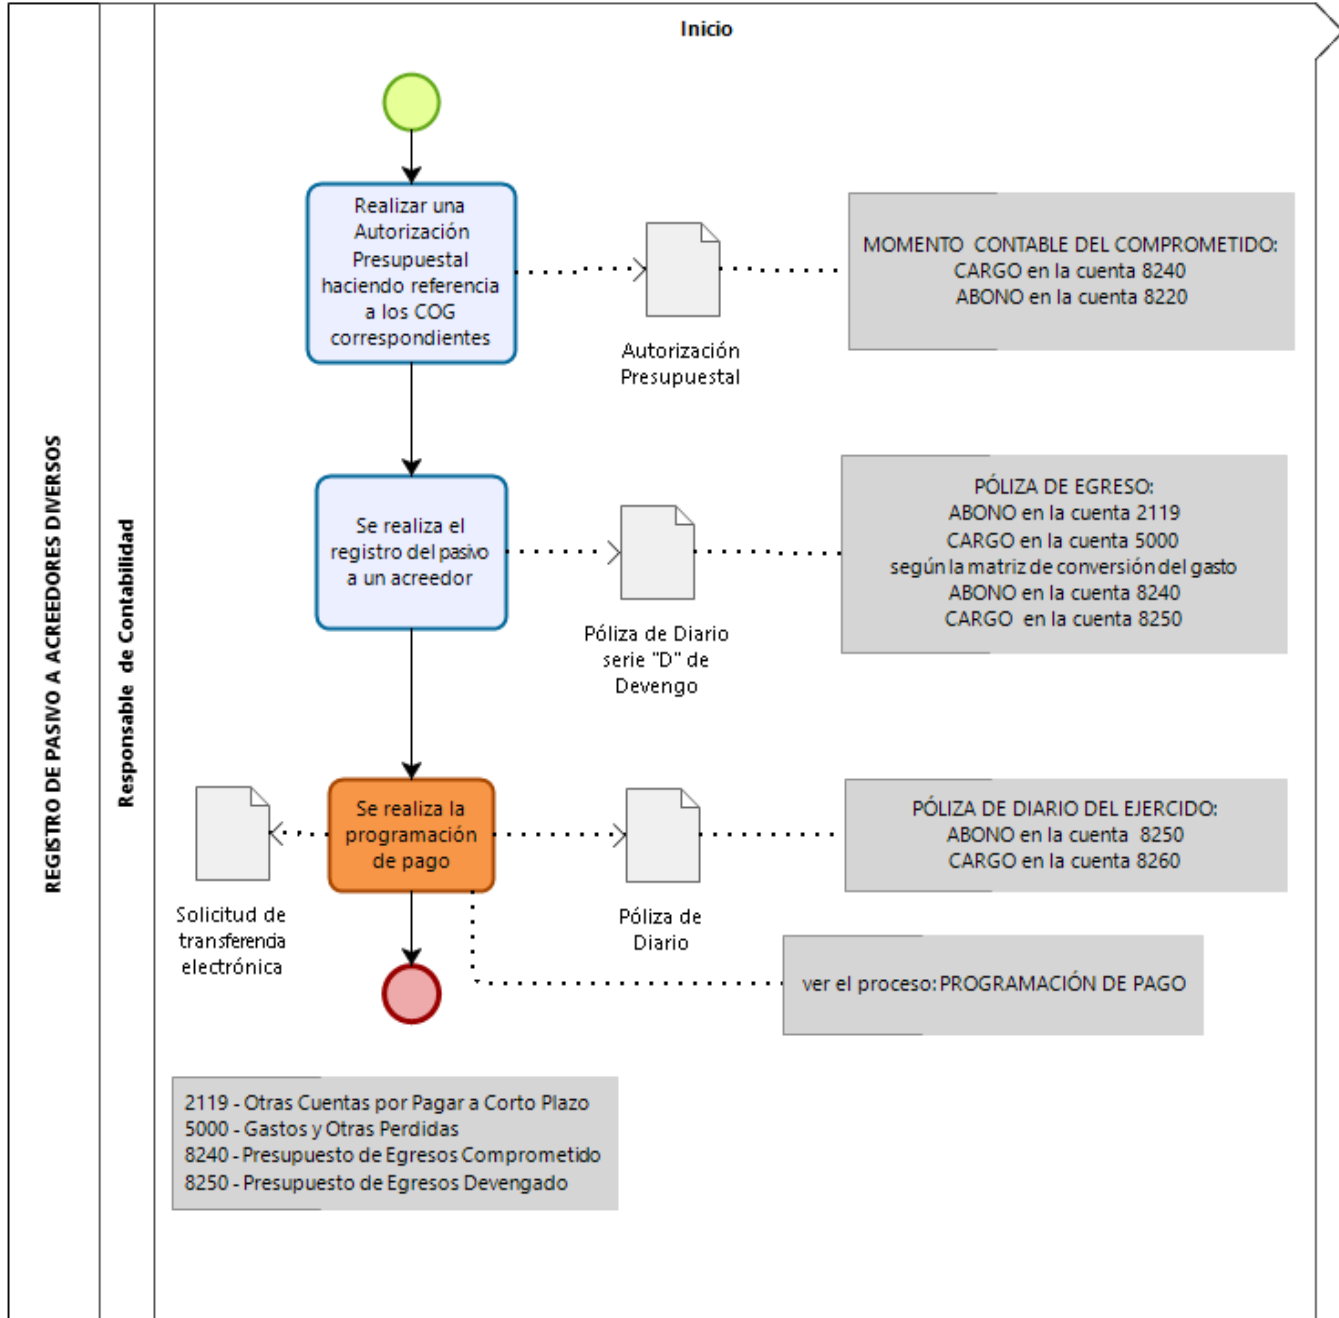 REGISTRO DE PASIVO A ACREEDORES DIVERSOS
Responsable de Contabilidad
Inicio
Realizar una
Autorización
Presupuestal
haciendo referencia
a los COG
correspondientes
Autorización
Presupuestal
MOMENTO CONTABLE DEL COMPROMETIDO:
CARGO en la cuenta 8240
ABONO en la cuenta 8220
Se realiza el
registro del pasivo
a un acreedor
Póliza de Diario
serie "D" de
Devengo
PÓLIZA DE EGRESO:
ABONO en la cuenta 2119
CARGO en la cuenta 5000
según la matriz de conversión del gasto
ABONO en la cuenta 8240
CARGO en la cuenta 8250
Solicitud de
transferencia
electrónica
Se realiza la
programación
de pago
Póliza de
Diario
PÓLIZA DE DIARIO DEL EJERCIDO:
ABONO en la cuenta 8250
CARGO en la cuenta 8260
ver el proceso: PROGRAMACIÓN DE PAGO
2119 - Otras Cuentas por Pagar a Corto Plazo
5000 - Gastos y Otras Perdidas
8240 - Presupuesto de Egresos Comprometido
8250 - Presupuesto de Egresos Devengado